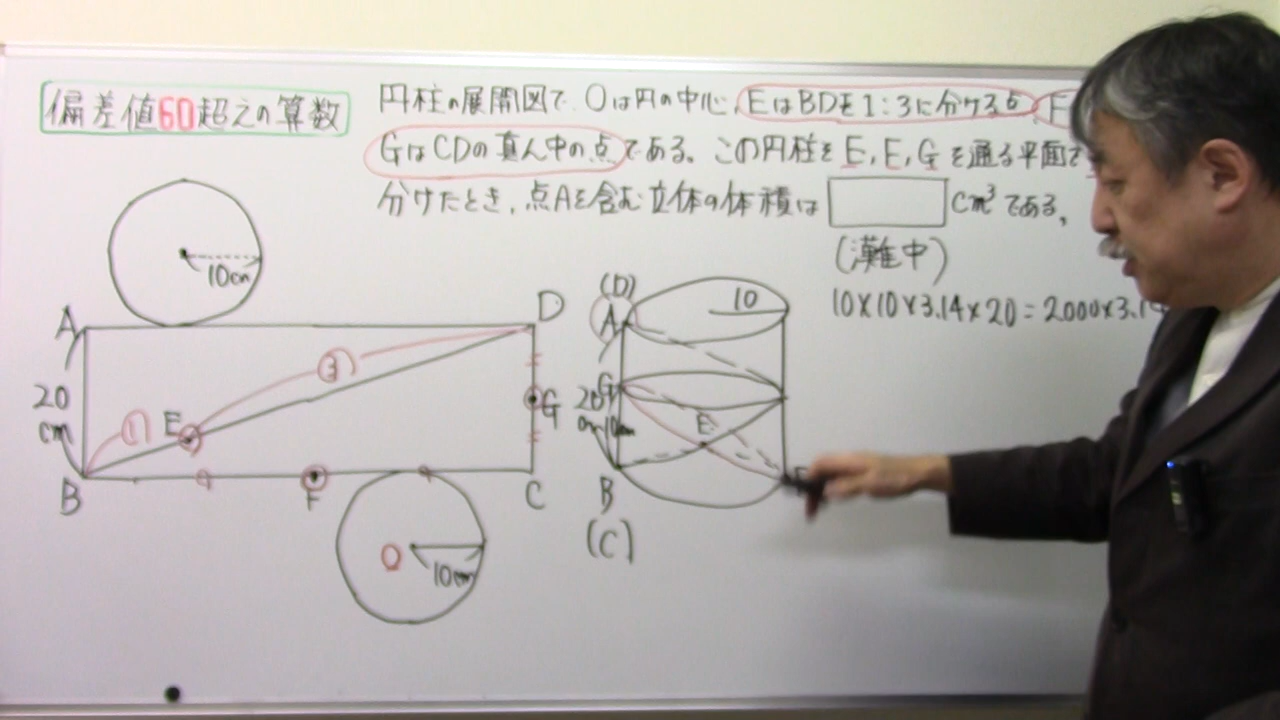 偏差値60超えの算数
円柱の展開図で、Oは円の中心、EはBDを1:3に分ける点、F
GはCDの真ん中の点である。この円柱をE,F,Gを通る平面で
分けたとき、点Aを含む立体の体積は cm³である。
(灘中)
10×10×3.14×20=2000×3.14
10cm
A
D
20
cm
①
③
E
G
B
F
C
O
10cm
(D)
A
10
G
20
cm
10cm
E
B
(C)